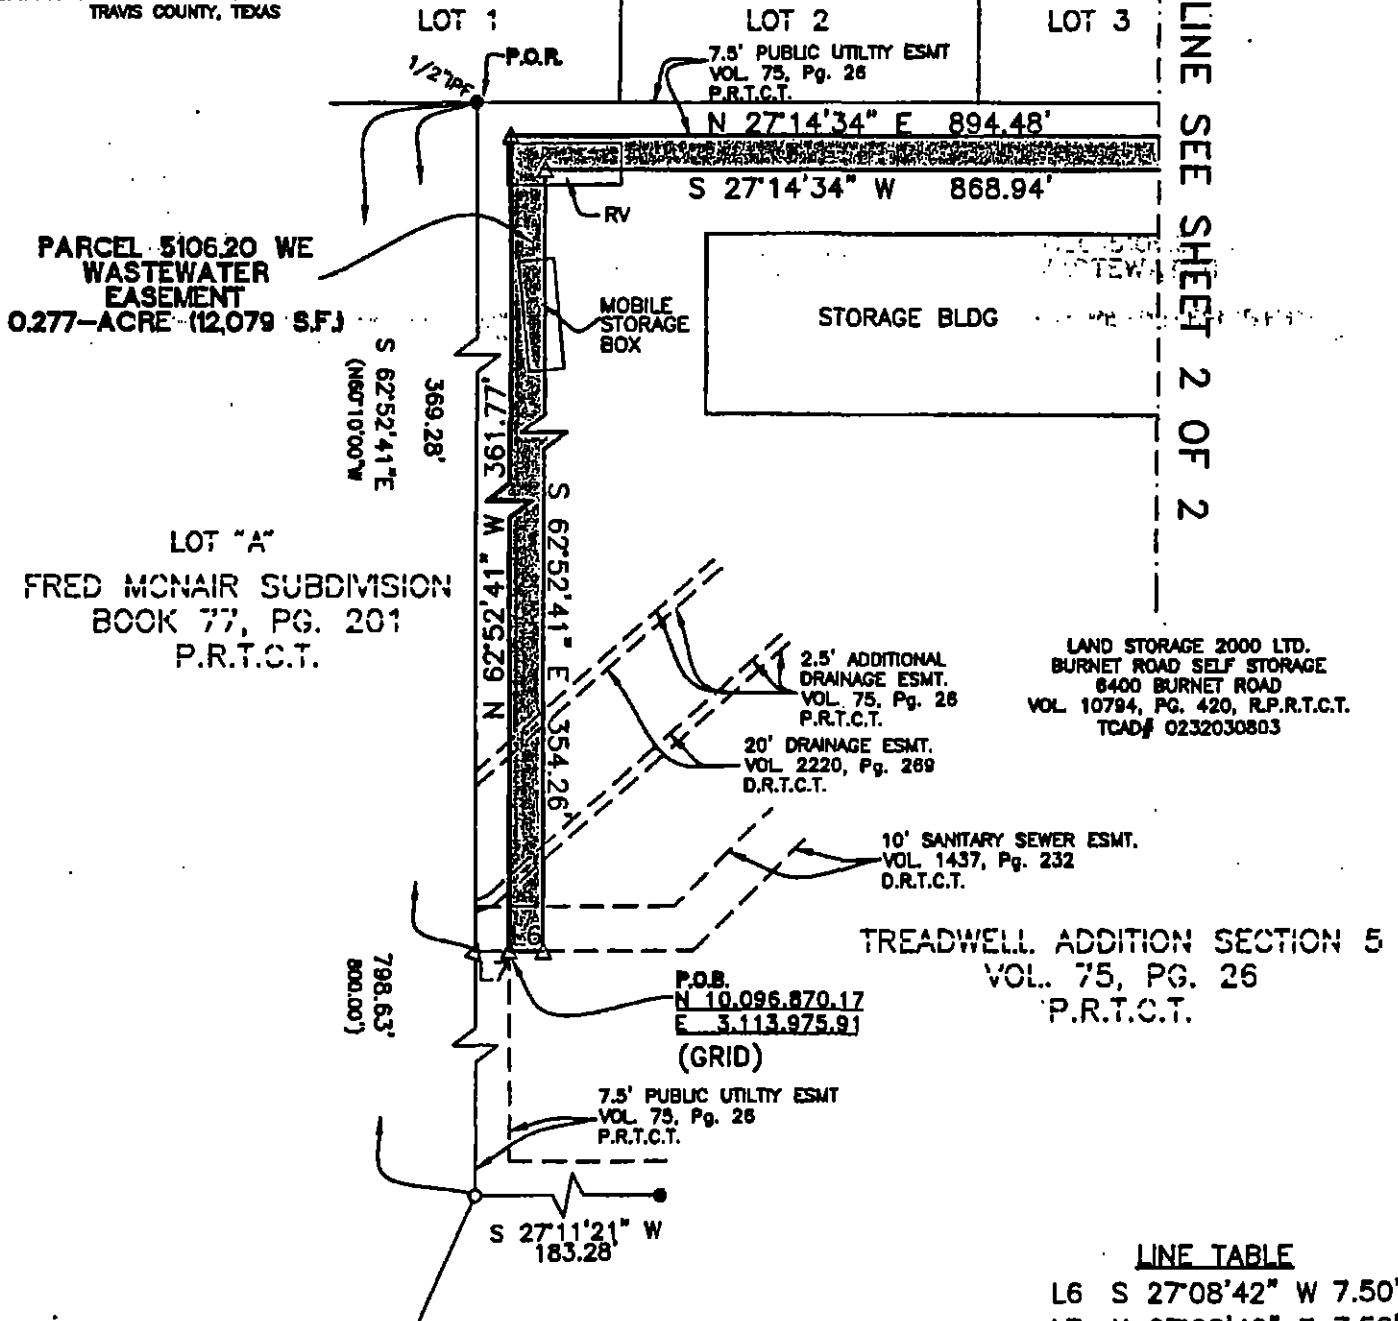 TRAVIS COUNTY, TEXAS
LOT 1
LOT 2
LOT 3
LINE SEE SHEET 2 OF 2
1/2"IPF
P.O.R.
7.5' PUBLIC UTILTIY ESMT
VOL. 75, Pg. 26
P.R.T.C.T.
N 27°14'34" E 894.48'
S 27°14'34" W 868.94'
RV
PARCEL 5106.20 WE
WASTEWATER
EASEMENT
0.277-ACRE (12,079 S.F.)
MOBILE
STORAGE
BOX
STORAGE BLDG
S 62°52'41"E
(N60°10'00"W
369.28'
N 62°52'41" W 361.77'
S 62°52'41" E 354.26'
LOT "A"
FRED MCNAIR SUBDIVISION
BOOK 77, PG. 201
P.R.T.C.T.
2.5' ADDITIONAL
DRAINAGE ESMT.
VOL. 75, Pg. 26
P.R.T.C.T.
LAND STORAGE 2000 LTD.
BURNET ROAD SELF STORAGE
6400 BURNET ROAD
VOL. 10794, PG. 420, R.P.R.T.C.T.
TCAD# 0232030803
20' DRAINAGE ESMT.
VOL. 2220, Pg. 269
D.R.T.C.T.
10' SANITARY SEWER ESMT.
VOL. 1437, Pg. 232
D.R.T.C.T.
TREADWELL ADDITION SECTION 5
VOL. 75, PG. 26
P.R.T.C.T.
798.63'
800.00')
P.O.B.
N 10,096,870.17
E 3,113,975.91
(GRID)
7.5' PUBLIC UTILTIY ESMT
VOL. 75, Pg. 26
P.R.T.C.T.
S 27°11'21" W
183.28'
LINE TABLE
L6 S 27°08'42" W 7.50'